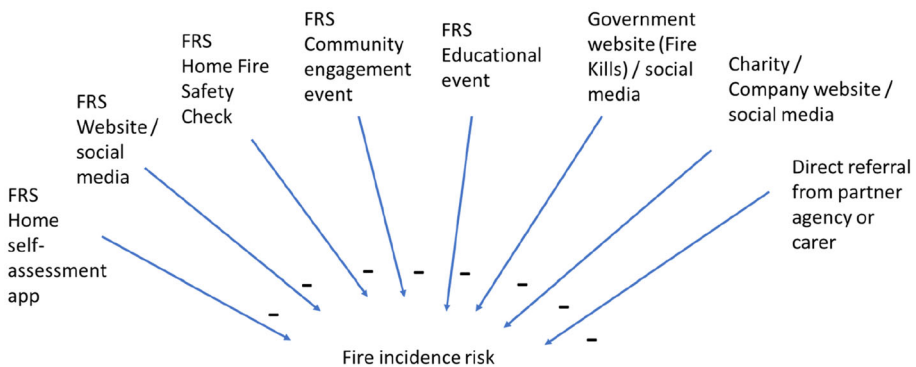 FRS
Home
self-
assessment
app
FRS
Website /
social
media
FRS
Home Fire
Safety
Check
FRS
Community
engagement
event
FRS
Educational
event
Government
website (Fire
Kills) / social
media
Charity /
Company website /
social media
Direct referral
from partner
agency or
carer
-
-
-
-
-
-
-
-
Fire incidence risk